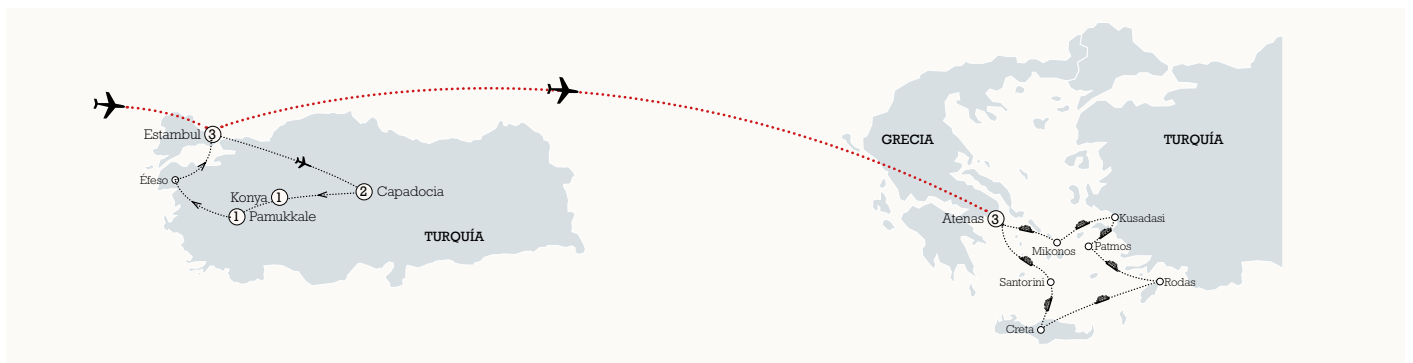 Estambul 3
Éfeso
Konya 1
1 Pamukkale
2 Capadocia
TURQUÍA
GRECIA
TURQUÍA
Atenas 3
Kusadasi
Mikonos
Patmos
Santorini
Rodas
Creta